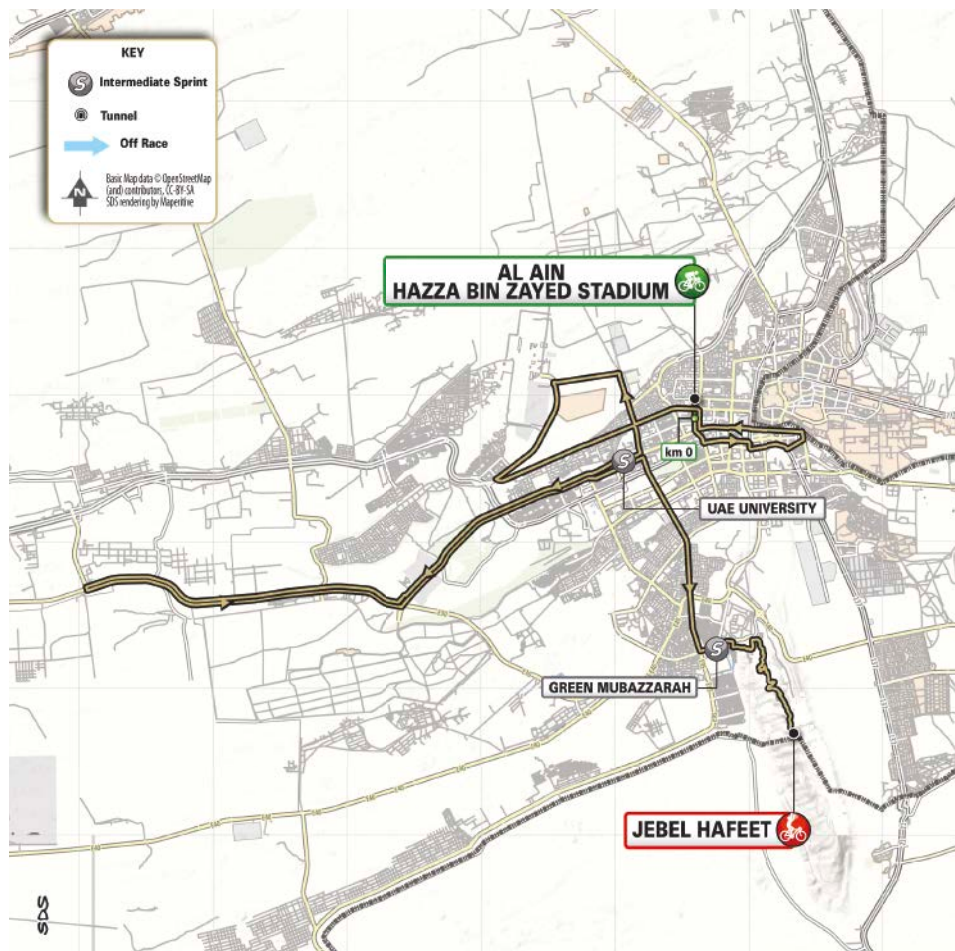 KEY
S Intermediate Sprint
Tunnel
Off Race
N
Basic Map data © OpenStreetMap
(and) contributors, CC-BY-SA
SDS rendering by Maperitive
AL AIN
HAZZA BIN ZAYED STADIUM
km 0
S
UAE UNIVERSITY
S
GREEN MUBAZZARAH
JEBEL HAFEET
SDS